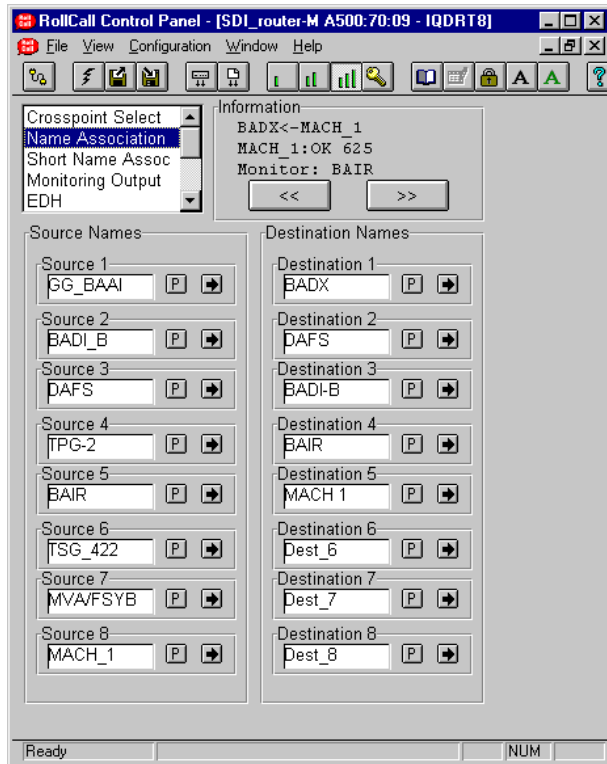 RollCall Control Panel - [SDI_router-M A500:70:09 - IQDRT8]
File View Configuration Window Help
A A ?
Crosspoint Select
Name Association
Short Name Assoc
Monitoring Output
EDH
Information
BADX<-MACH_1
MACH_1:OK 625
Monitor: BAIR
<< >>
Source Names
Source 1
GG_BAAI P
Source 2
BADI_B P
Source 3
DAFS P
Source 4
TPG-2 P
Source 5
BAIR P
Source 6
TSG_422 P
Source 7
MVA/FSYB P
Source 8
MACH_1 P
Destination Names
Destination 1
BADX P
Destination 2
DAFS P
Destination 3
BADI-B P
Destination 4
BAIR P
Destination 5
MACH 1 P
Destination 6
Dest_6 P
Destination 7
Dest_7 P
Destination 8
Dest_8 P
Ready NUM